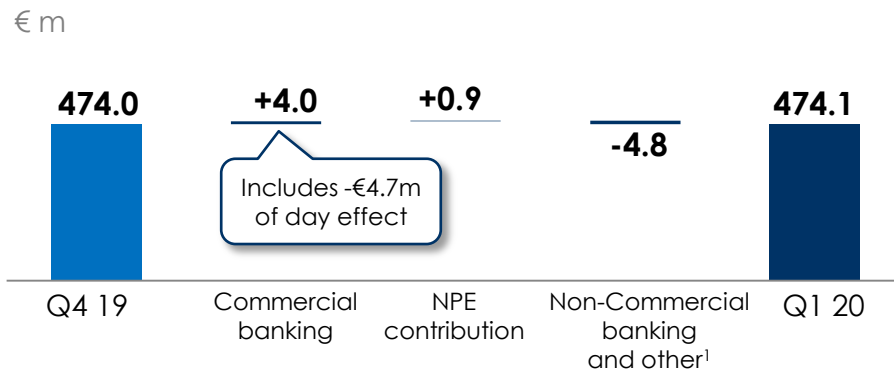 € m
474.0
+4.0
+0.9
-4.8
474.1
Includes -€4.7m
of day effect
Q4 19
Commercial
banking
NPE
contribution
Non-Commercial
banking
and other¹
Q1 20